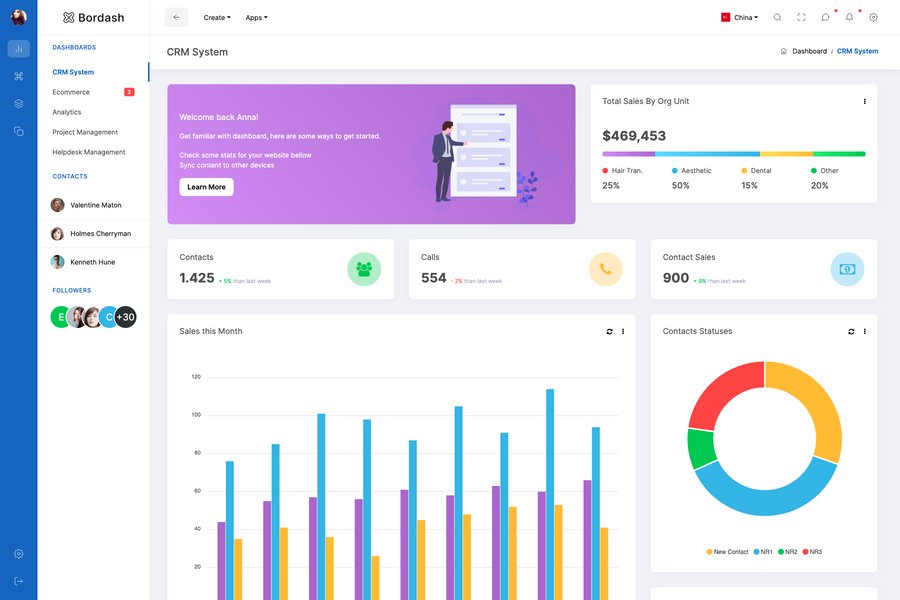 Bordash
Create
Apps
China
DASHBOARDS
CRM System
Ecommerce
2
Analytics
Project Management
Helpdesk Management
CONTACTS
Valentine Maton
Holmes Cherryman
Kenneth Hune
FOLLOWERS
E
C
+30
CRM System
Dashboard / CRM System
Welcome back Anna!
Get familiar with dashboard, here are some ways to get started.
Check some stats for your website bellow
Sync content to other devices
Learn More
Total Sales By Org Unit
$469,453
Hair Tran. Aesthetic Dental Other
25% 50% 15% 20%
Contacts
1.425 + 5% than last week
Calls
554 - 2% than last week
Contact Sales
900 + 9% than last week
Sales this Month
120
100
80
60
40
20
Contacts Statuses
New Contact NR1 NR2 NR3